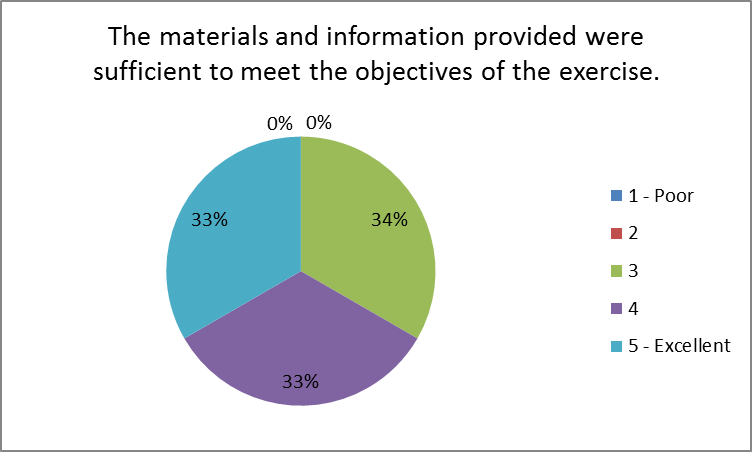 The materials and information provided were
sufficient to meet the objectives of the exercise.
0% 0%
33%
34%
33%
1 - Poor
2
3
4
5 - Excellent